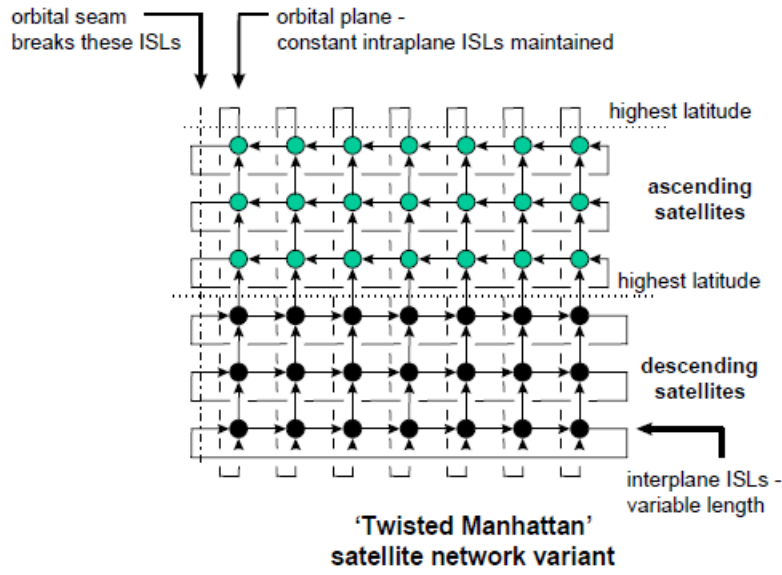 orbital seam
breaks these ISLs
orbital plane -
constant intraplane ISLs maintained
highest latitude
ascending
satellites
highest latitude
descending
satellites
interplane ISLs -
variable length
'Twisted Manhattan'
satellite network variant